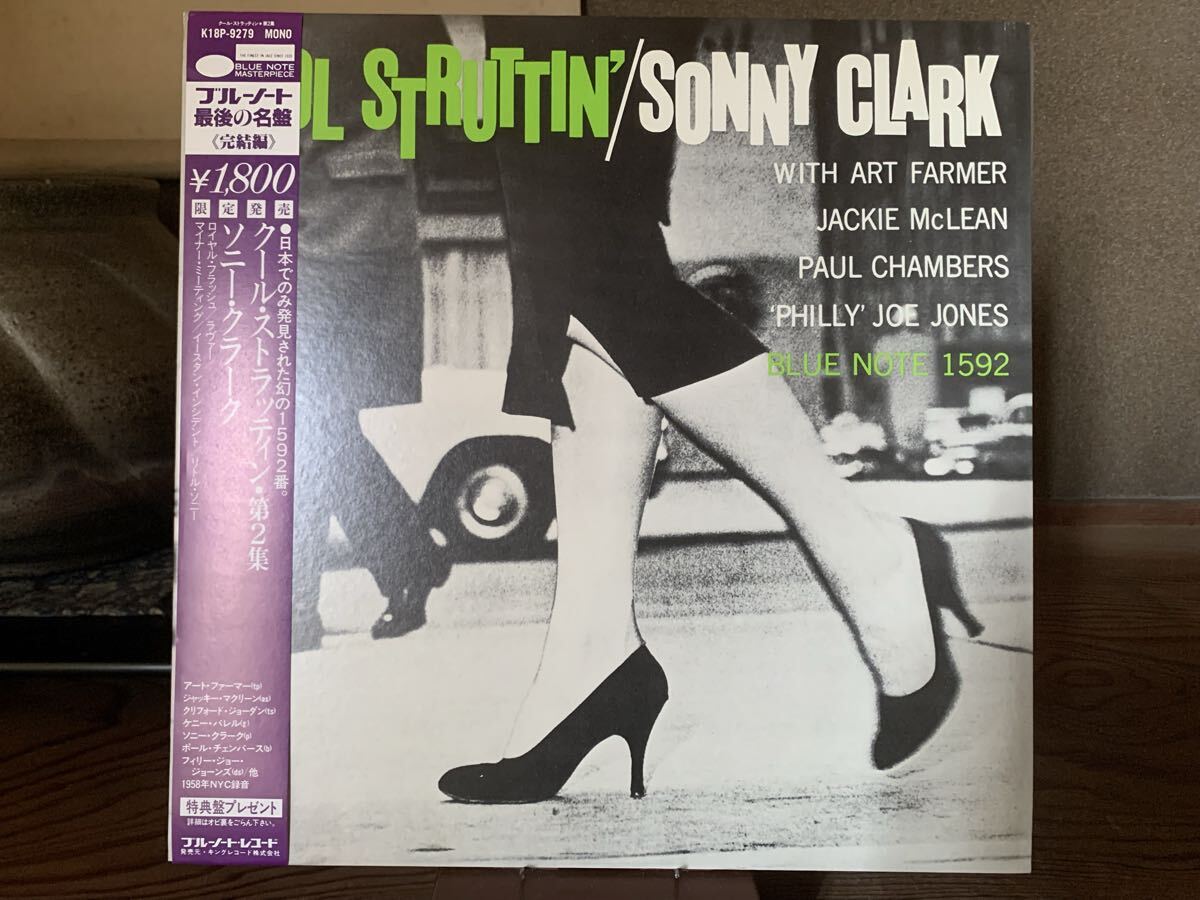 クール・ストラッティン●第2集
K18P-9279 MONO
THE FINEST IN JAZZ SINCE 1939
BLUE NOTE
MASTERPIECE
ブルーノート
最後の名盤
《完結編》
¥1,800
限定発売
●日本でのみ発見された幻の1592番。
クール・ストラッティン・第2集
ソニー・クラーク
ロイヤル・フラッシュ/ラヴァー
マイナー・ミーティング/イースタン・インシデント/リトル・ソニー
アート・ファーマー(tp)
ジャッキー・マクリーン(as)
クリフォード・ジョーダン(ts)
ケニー・バレル(g)
ソニー・クラーク(p)
ポール・チェンバース(b)
フィリー・ジョー・
ジョーンズ(ds)/他
1958年NYC録音
特典盤プレゼント
詳細はオビ裏をごらん下さい。
ブルーノート・レコード
発売元・キングレコード株式会社
OL STRUTTIN'/SONNY CLARK
WITH ART FARMER
JACKIE McLEAN
PAUL CHAMBERS
'PHILLY' JOE JONES
BLUE NOTE 1592